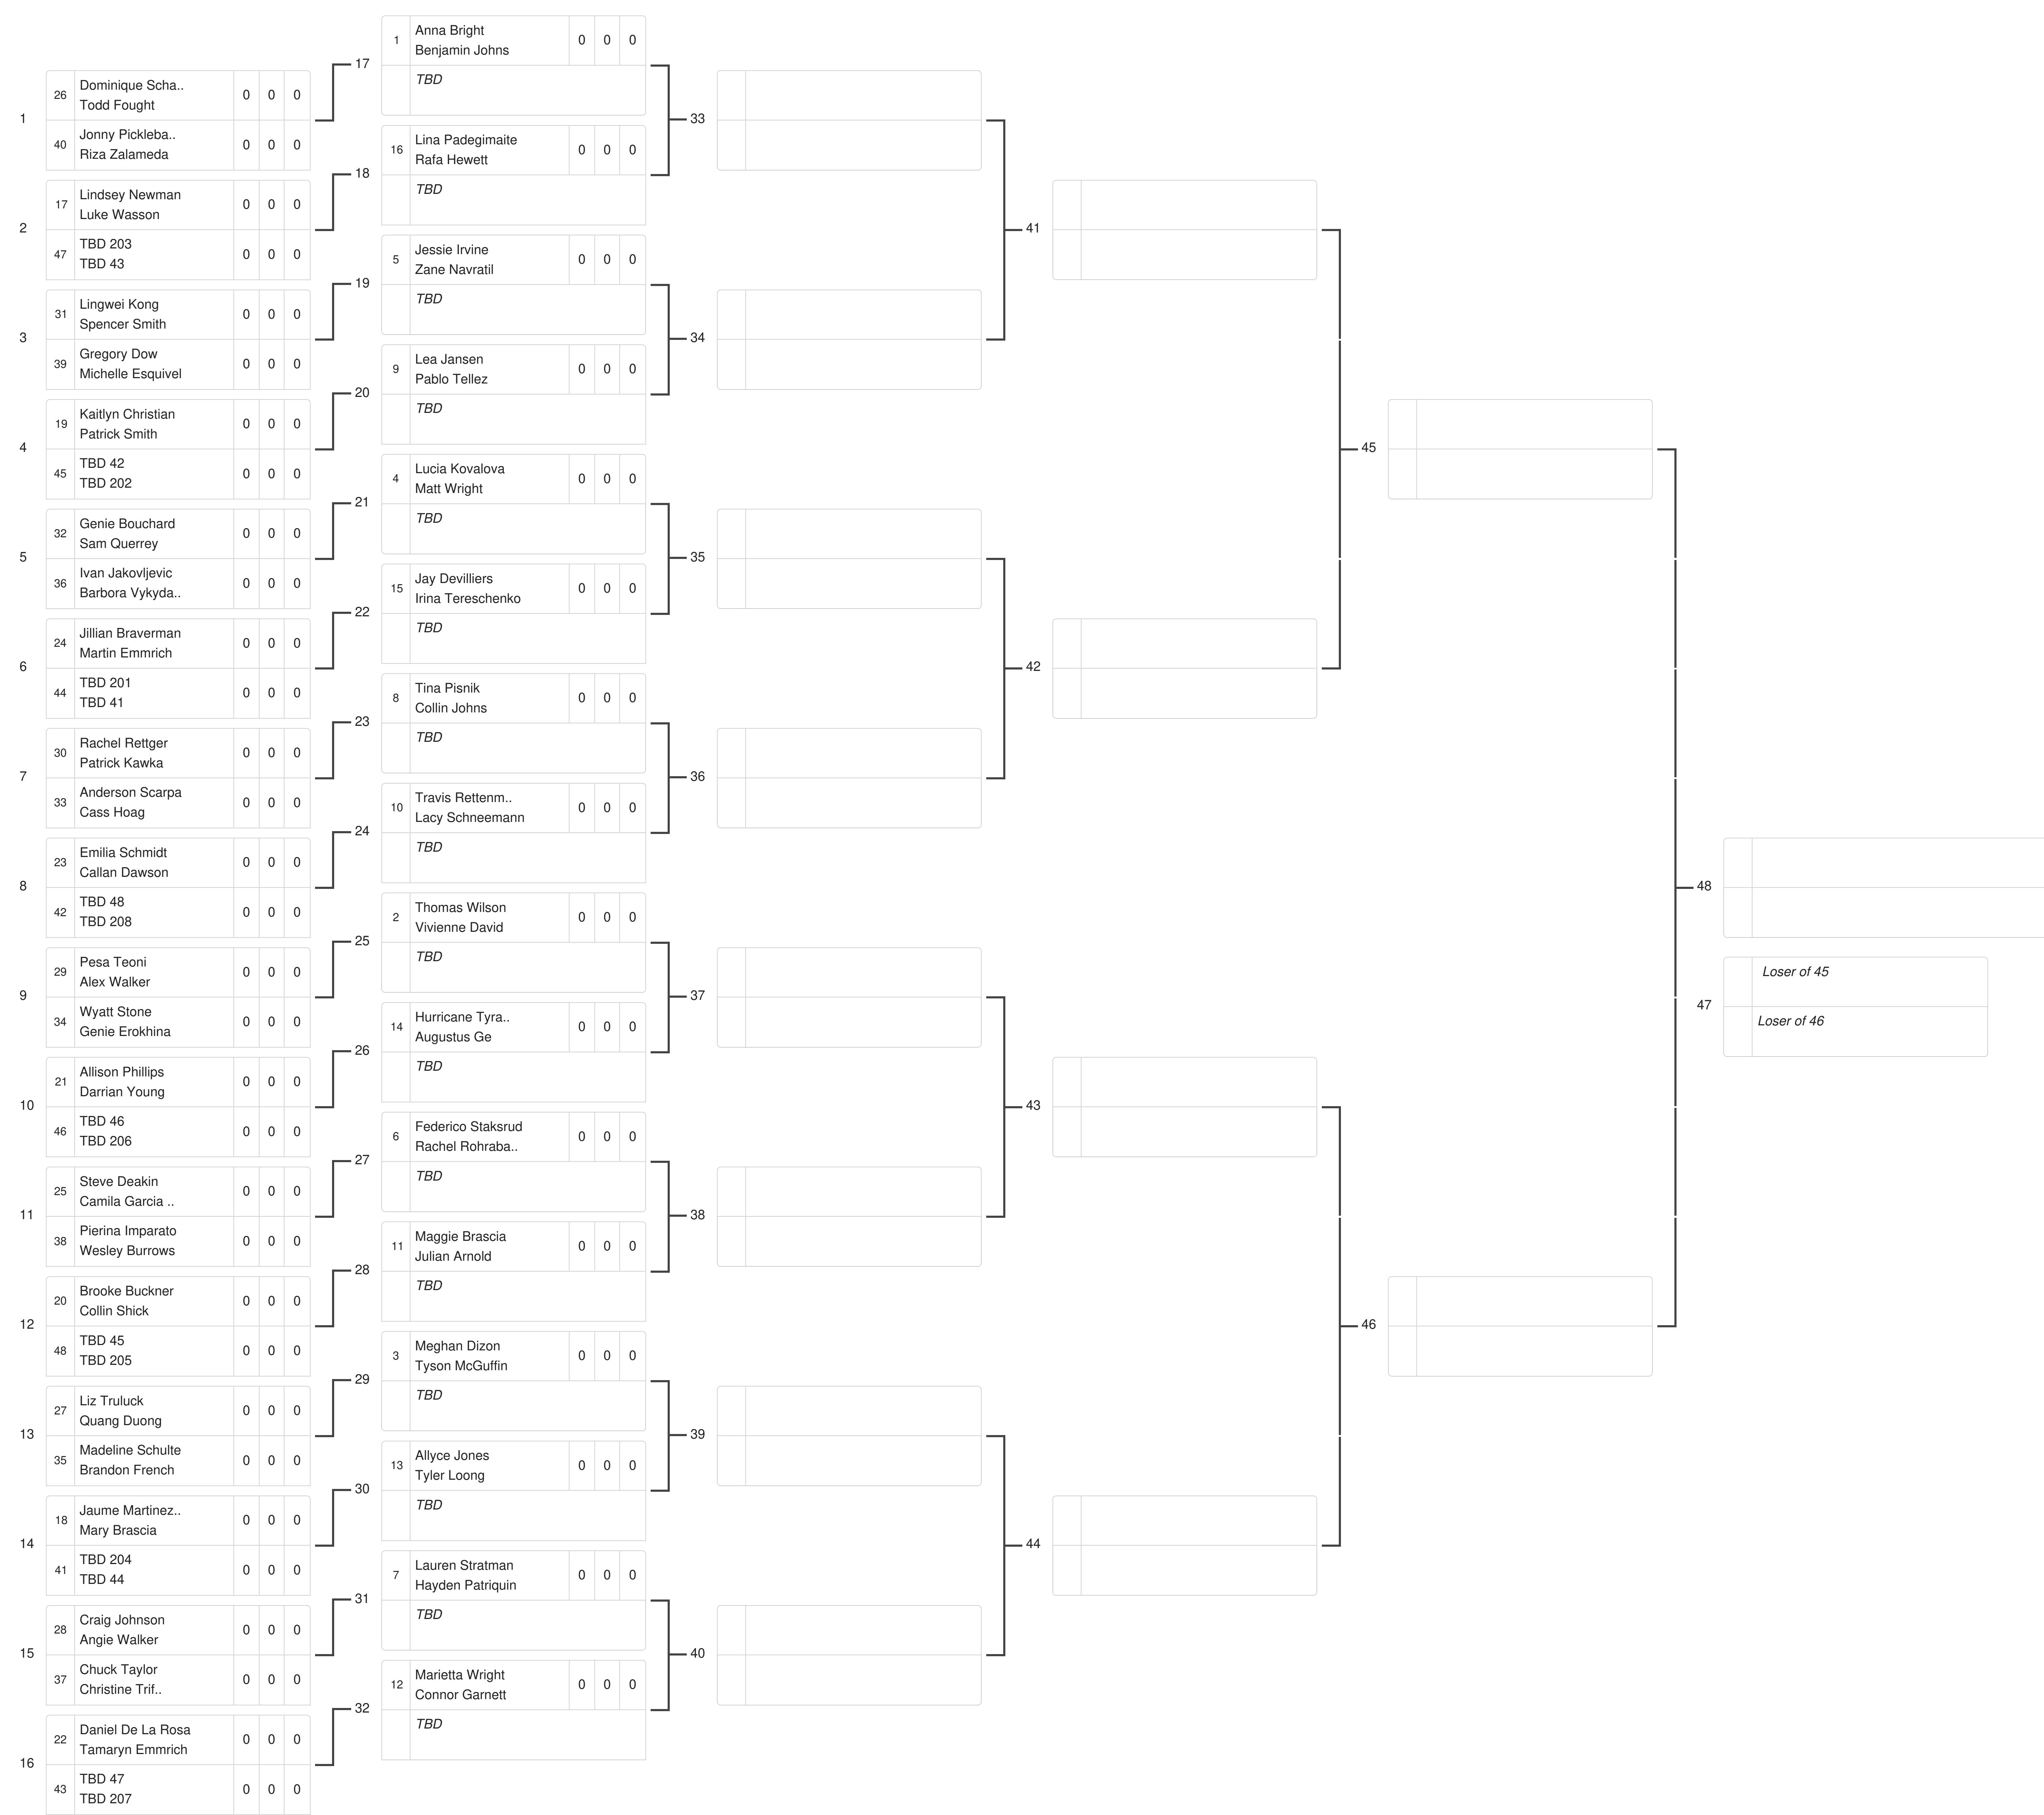 1
26
Dominique Scha..
Todd Fought
0 0 0
40
Jonny Pickleba..
Riza Zalameda
0 0 0
2
17
Lindsey Newman
Luke Wasson
0 0 0
47
TBD 203
TBD 43
0 0 0
3
31
Lingwei Kong
Spencer Smith
0 0 0
39
Gregory Dow
Michelle Esquivel
0 0 0
4
19
Kaitlyn Christian
Patrick Smith
0 0 0
45
TBD 42
TBD 202
0 0 0
5
32
Genie Bouchard
Sam Querrey
0 0 0
36
Ivan Jakovljevic
Barbora Vykyda..
0 0 0
6
24
Jillian Braverman
Martin Emmrich
0 0 0
44
TBD 201
TBD 41
0 0 0
7
30
Rachel Rettger
Patrick Kawka
0 0 0
33
Anderson Scarpa
Cass Hoag
0 0 0
8
23
Emilia Schmidt
Callan Dawson
0 0 0
42
TBD 48
TBD 208
0 0 0
9
29
Pesa Teoni
Alex Walker
0 0 0
34
Wyatt Stone
Genie Erokhina
0 0 0
10
21
Allison Phillips
Darrian Young
0 0 0
46
TBD 46
TBD 206
0 0 0
11
25
Steve Deakin
Camila Garcia ..
0 0 0
38
Pierina Imparato
Wesley Burrows
0 0 0
12
20
Brooke Buckner
Collin Shick
0 0 0
48
TBD 45
TBD 205
0 0 0
13
27
Liz Truluck
Quang Duong
0 0 0
35
Madeline Schulte
Brandon French
0 0 0
14
18
Jaume Martinez..
Mary Brascia
0 0 0
41
TBD 204
TBD 44
0 0 0
15
28
Craig Johnson
Angie Walker
0 0 0
37
Chuck Taylor
Christine Trif..
0 0 0
16
22
Daniel De La Rosa
Tamaryn Emmrich
0 0 0
43
TBD 47
TBD 207
0 0 0
17
1
Anna Bright
Benjamin Johns
0 0 0
TBD
18
16
Lina Padegimaite
Rafa Hewett
0 0 0
TBD
19
5
Jessie Irvine
Zane Navratil
0 0 0
TBD
20
9
Lea Jansen
Pablo Tellez
0 0 0
TBD
21
4
Lucia Kovalova
Matt Wright
0 0 0
TBD
22
15
Jay Devilliers
Irina Tereschenko
0 0 0
TBD
23
8
Tina Pisnik
Collin Johns
0 0 0
TBD
24
10
Travis Rettenm..
Lacy Schneemann
0 0 0
TBD
25
2
Thomas Wilson
Vivienne David
0 0 0
TBD
26
14
Hurricane Tyra..
Augustus Ge
0 0 0
TBD
27
6
Federico Staksrud
Rachel Rohraba..
0 0 0
TBD
28
11
Maggie Brascia
Julian Arnold
0 0 0
TBD
29
3
Meghan Dizon
Tyson McGuffin
0 0 0
TBD
30
13
Allyce Jones
Tyler Loong
0 0 0
TBD
31
7
Lauren Stratman
Hayden Patriquin
0 0 0
TBD
32
12
Marietta Wright
Connor Garnett
0 0 0
TBD
33
34
35
36
37
38
39
40
41
42
43
44
45
46
48
47
Loser of 45
Loser of 46